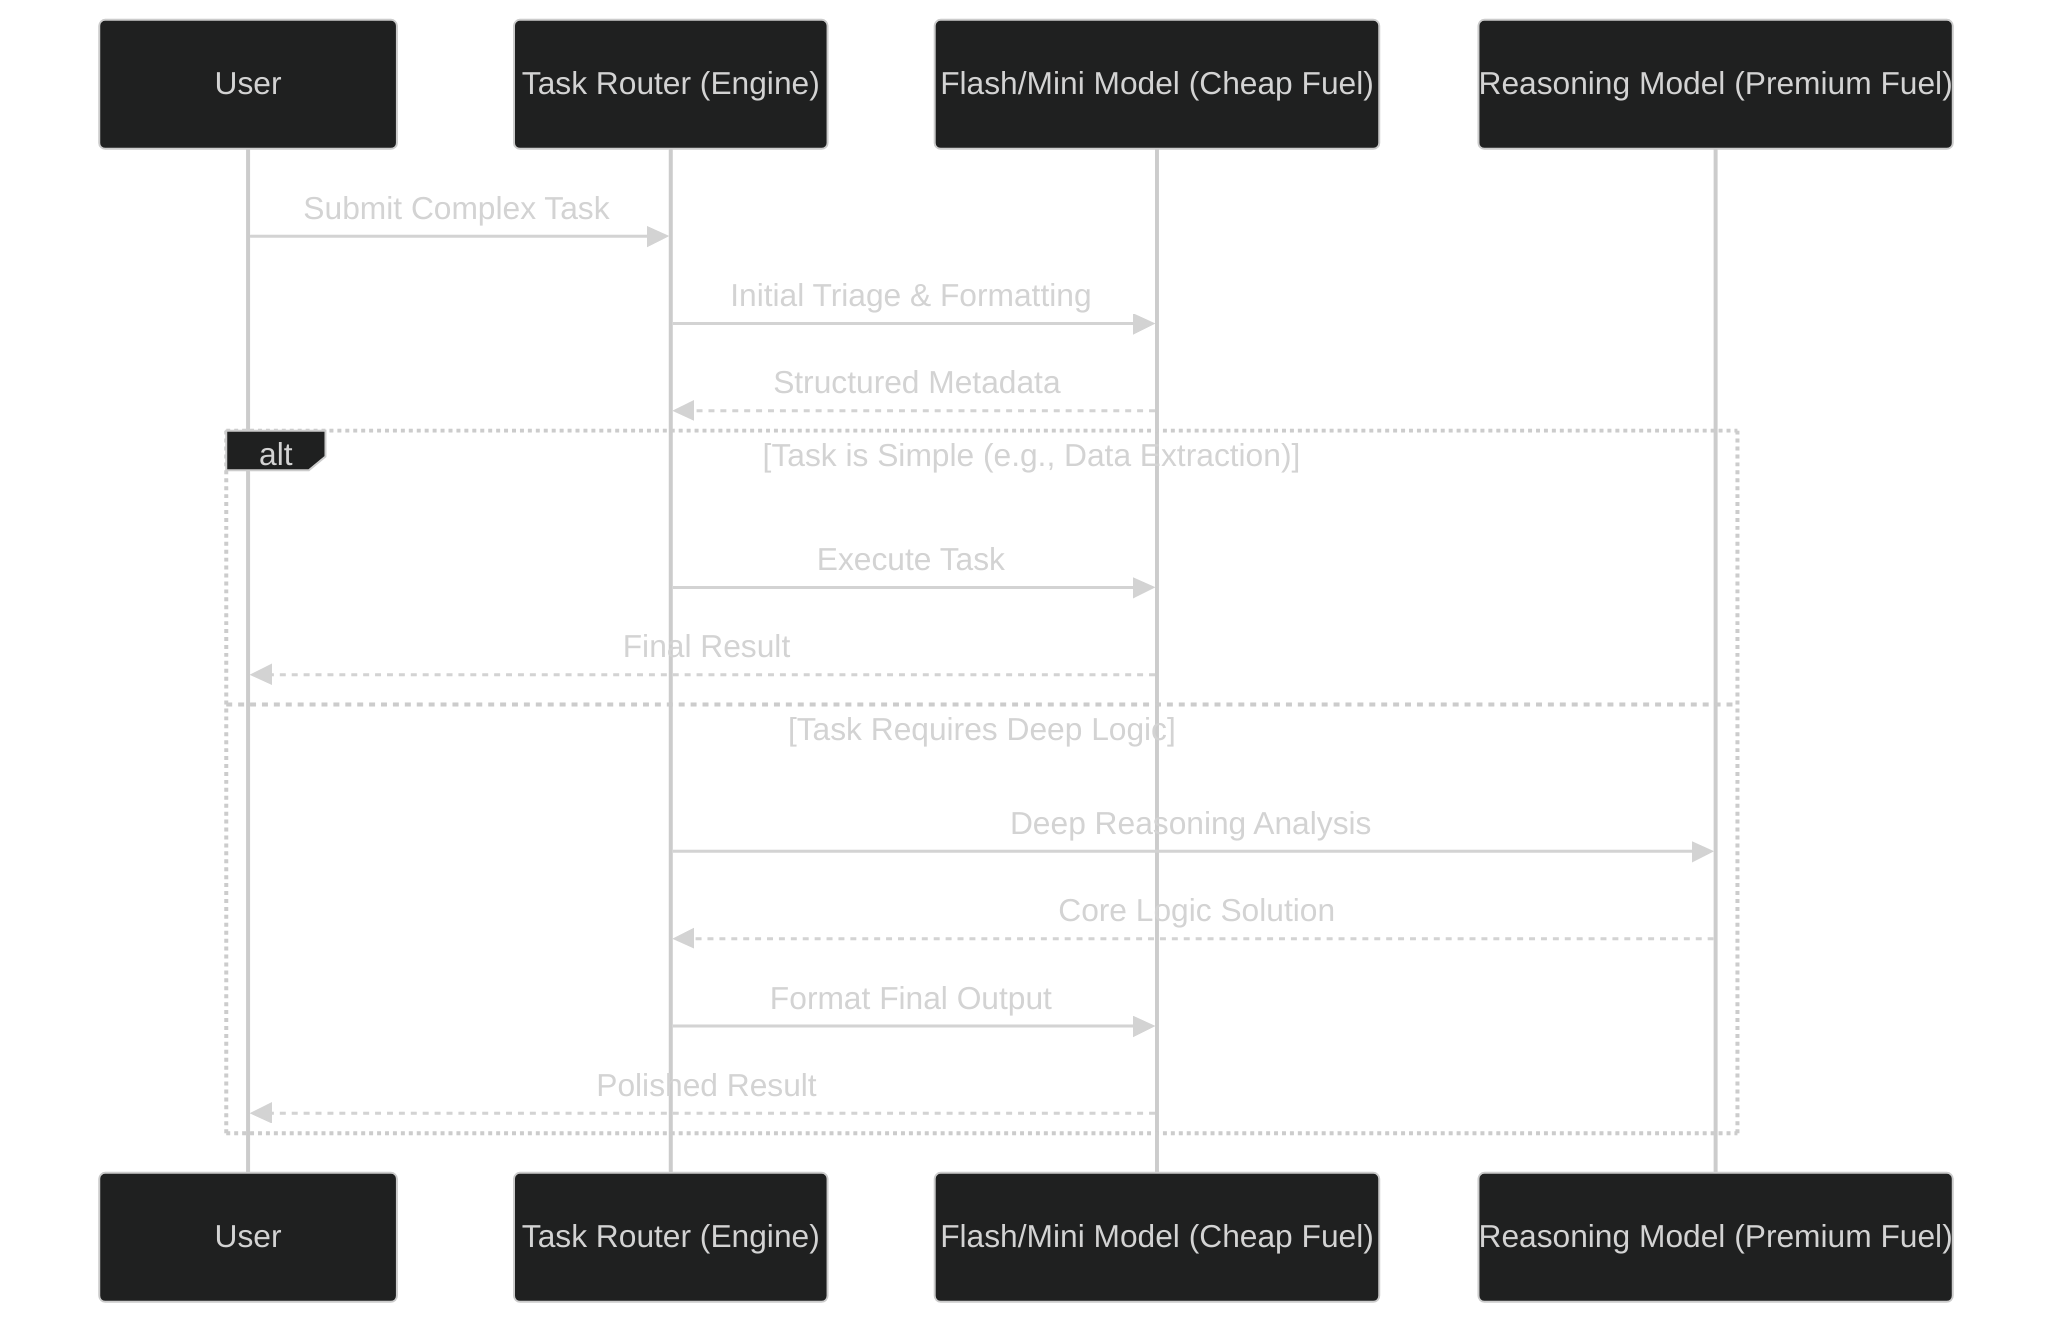 User
Task Router (Engine)
Flash/Mini Model (Cheap Fuel)
Reasoning Model (Premium Fuel)
Submit Complex Task
Initial Triage & Formatting
Structured Metadata
alt
[Task is Simple (e.g., Data Extraction)]
Execute Task
Final Result
[Task Requires Deep Logic]
Deep Reasoning Analysis
Core Logic Solution
Format Final Output
Polished Result
User
Task Router (Engine)
Flash/Mini Model (Cheap Fuel)
Reasoning Model (Premium Fuel)